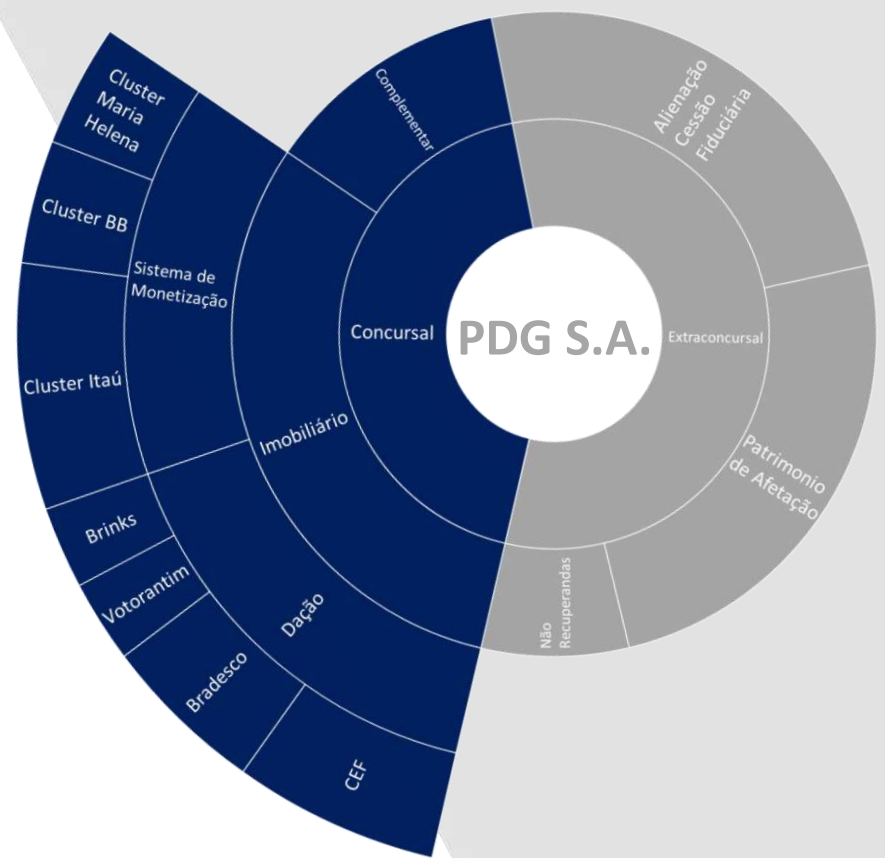 Cluster
Maria
Helena
Cluster BB
Cluster Itaú
Brinks
Votorantim
Bradesco
CEF
Sistema de
Monetização
Dação
Complementar
Imobiliário
Concursal
PDG S.A.
Extraconcursal
Alienação
Cessão
Fiduciária
Patrimonio
de Afetação
Não
Recuperandas